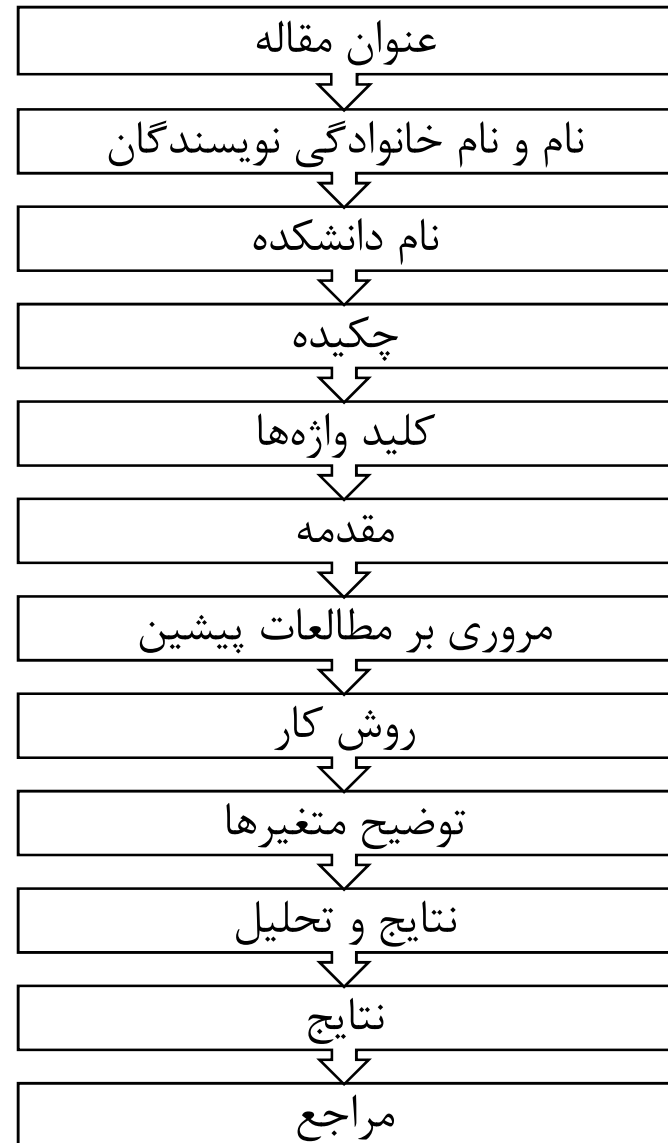 عنوان مقاله
نام و نام خانوادگی نویسندگان
نام دانشکده
چکیده
کلید واژه‌ها
مقدمه
مروری بر مطالعات پیشین
روش کار
توضیح متغیرها
نتایج و تحلیل
نتایج
مراجع